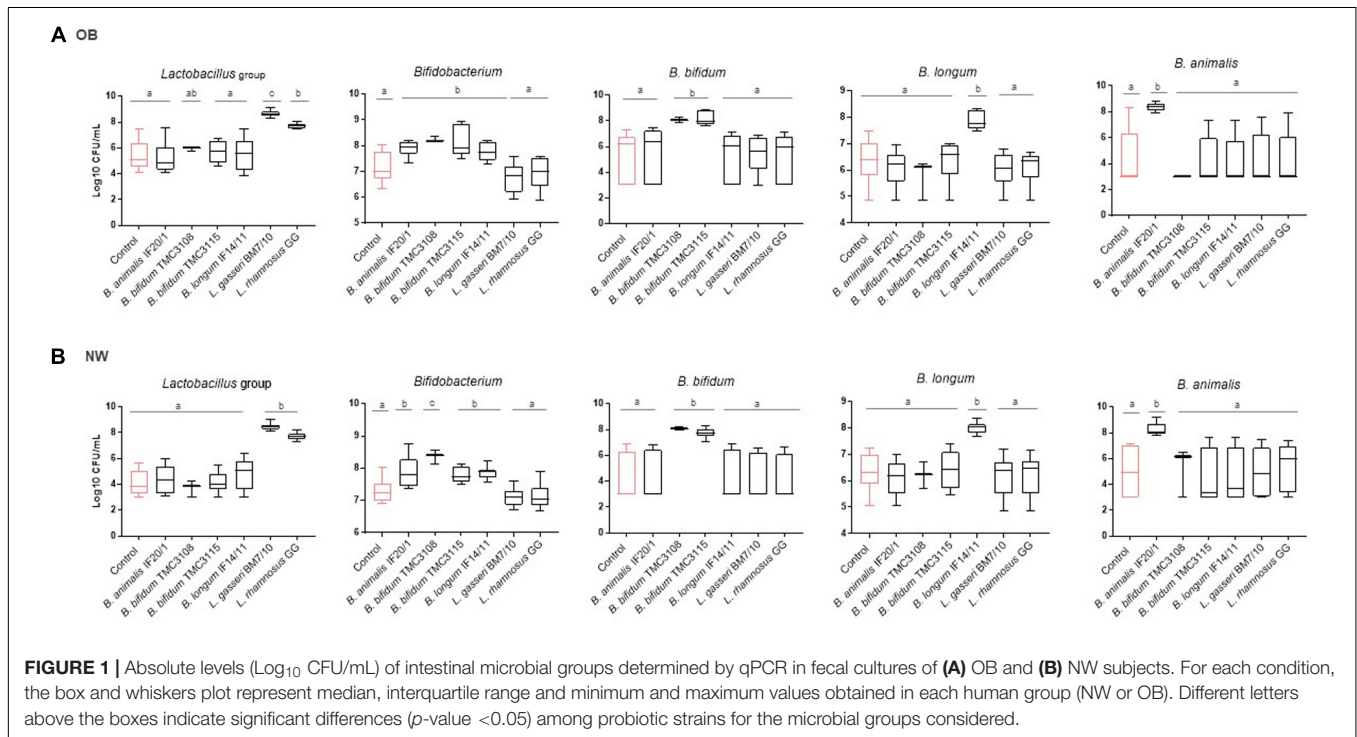 A OB
Lactobacillus group
Bifidobacterium
B. bifidum
B. longum
B. animalis
a ab a c b
a b a
a b a
a b a
a b a
Log10 CFU/mL
10
8
6
4
2
0
10
9
8
7
6
5
10
8
6
4
2
0
9
8
7
6
5
4
10
8
6
4
2
0
Control
B. animalis IF20/1
B. bifidum TMC3108
B. bifidum TMC3115
B. longum IF14/11
L. gasseri BM7/10
L. rhamnosus GG
Control
B. animalis IF20/1
B. bifidum TMC3108
B. bifidum TMC3115
B. longum IF14/11
L. gasseri BM7/10
L. rhamnosus GG
Control
B. animalis IF20/1
B. bifidum TMC3108
B. bifidum TMC3115
B. longum IF14/11
L. gasseri BM7/10
L. rhamnosus GG
Control
B. animalis IF20/1
B. bifidum TMC3108
B. bifidum TMC3115
B. longum IF14/11
L. gasseri BM7/10
L. rhamnosus GG
Control
B. animalis IF20/1
B. bifidum TMC3108
B. bifidum TMC3115
B. longum IF14/11
L. gasseri BM7/10
L. rhamnosus GG
B NW
Lactobacillus group
Bifidobacterium
B. bifidum
B. longum
B. animalis
a b
a b c b a
a b a
a b a
a b a
Log10 CFU/mL
10
8
6
4
2
0
10
9
8
7
6
10
8
6
4
2
0
9
8
7
6
5
4
10
8
6
4
2
0
Control
B. animalis IF20/1
B. bifidum TMC3108
B. bifidum TMC3115
B. longum IF14/11
L. gasseri BM7/10
L. rhamnosus GG
Control
B. animalis IF20/1
B. bifidum TMC3108
B. bifidum TMC3115
B. longum IF14/11
L. gasseri BM7/10
L. rhamnosus GG
Control
B. animalis IF20/1
B. bifidum TMC3108
B. bifidum TMC3115
B. longum IF14/11
L. gasseri BM7/10
L. rhamnosus GG
Control
B. animalis IF20/1
B. bifidum TMC3108
B. bifidum TMC3115
B. longum IF14/11
L. gasseri BM7/10
L. rhamnosus GG
Control
B. animalis IF20/1
B. bifidum TMC3108
B. bifidum TMC3115
B. longum IF14/11
L. gasseri BM7/10
L. rhamnosus GG
FIGURE 1 | Absolute levels (Log10 CFU/mL) of intestinal microbial groups determined by qPCR in fecal cultures of (A) OB and (B) NW subjects. For each condition,
the box and whiskers plot represent median, interquartile range and minimum and maximum values obtained in each human group (NW or OB). Different letters
above the boxes indicate significant differences (p-value <0.05) among probiotic strains for the microbial groups considered.